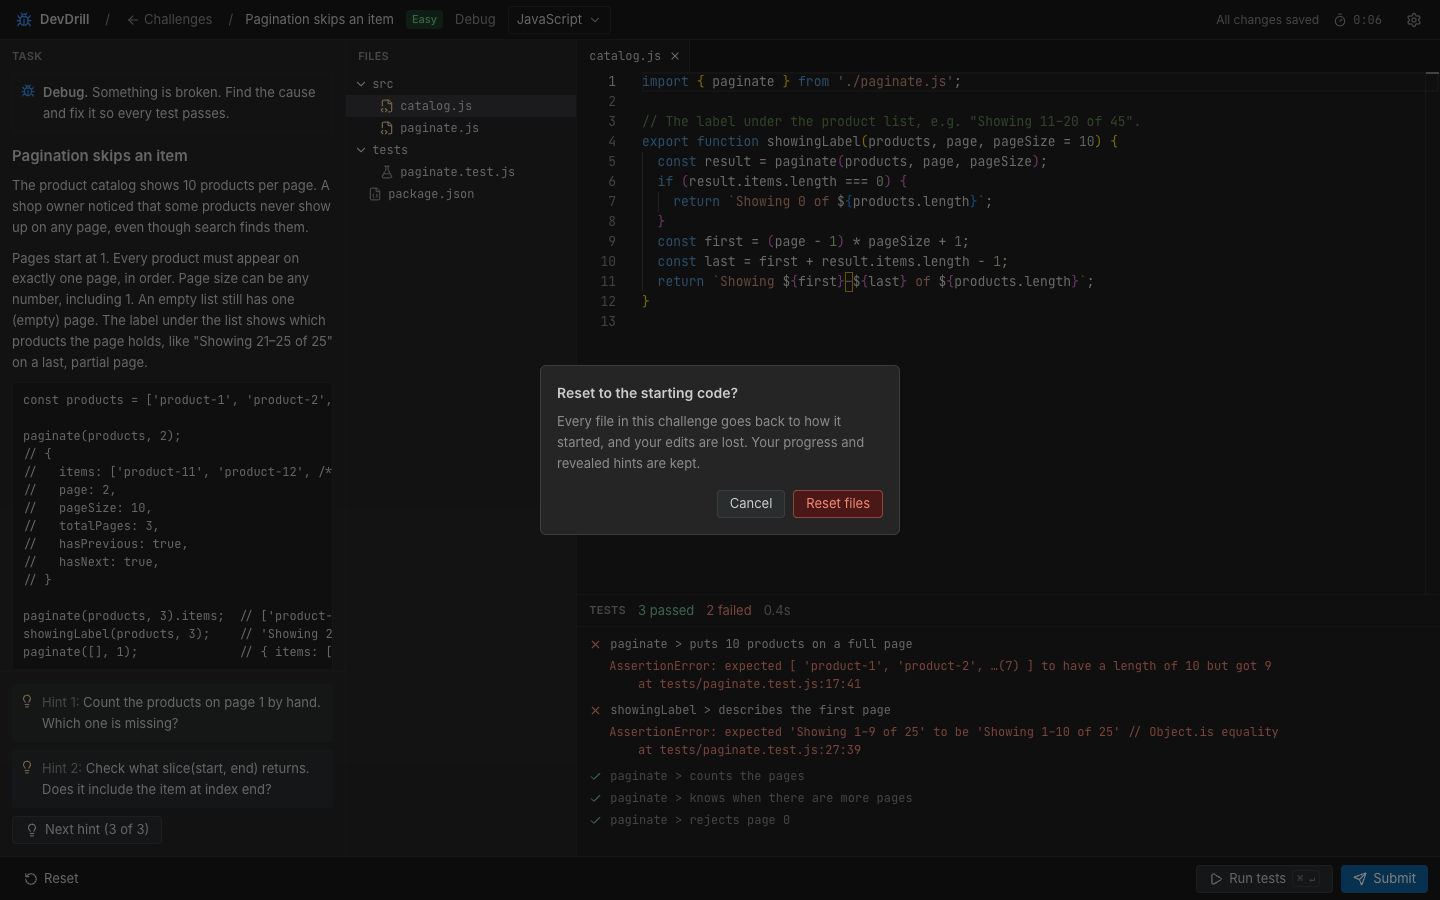 DevDrill / Challenges / Pagination skips an item Easy Debug JavaScript All changes saved 0:06
TASK
Debug. Something is broken. Find the cause
and fix it so every test passes.
Pagination skips an item
The product catalog shows 10 products per page. A
shop owner noticed that some products never show
up on any page, even though search finds them.
Pages start at 1. Every product must appear on
exactly one page, in order. Page size can be any
number, including 1. An empty list still has one
(empty) page. The label under the list shows which
products the page holds, like "Showing 21–25 of 25"
on a last, partial page.
const products = ['product-1', 'product-2',
paginate(products, 2);
// {
//   items: ['product-11', 'product-12', /*
//   page: 2,
//   pageSize: 10,
//   totalPages: 3,
//   hasPrevious: true,
//   hasNext: true,
// }
paginate(products, 3).items;  // ['product-
showingLabel(products, 3);    // 'Showing 2
paginate([], 1);              // { items: [
Hint 1: Count the products on page 1 by hand.
Which one is missing?
Hint 2: Check what slice(start, end) returns.
Does it include the item at index end?
Next hint (3 of 3)
FILES
src
catalog.js
paginate.js
tests
paginate.test.js
package.json
catalog.js
1 import { paginate } from './paginate.js';
2
3 // The label under the product list, e.g. "Showing 11–20 of 45".
4 export function showingLabel(products, page, pageSize = 10) {
5   const result = paginate(products, page, pageSize);
6   if (result.items.length === 0) {
7     return `Showing 0 of ${products.length}`;
8   }
9   const first = (page - 1) * pageSize + 1;
10   const last = first + result.items.length - 1;
11   return `Showing ${first}–${last} of ${products.length}`;
12 }
13
Reset to the starting code?
Every file in this challenge goes back to how it
started, and your edits are lost. Your progress and
revealed hints are kept.
Cancel Reset files
TESTS 3 passed 2 failed 0.4s
paginate > puts 10 products on a full page
AssertionError: expected [ 'product-1', 'product-2', …(7) ] to have a length of 10 but got 9
at tests/paginate.test.js:17:41
showingLabel > describes the first page
AssertionError: expected 'Showing 1–9 of 25' to be 'Showing 1–10 of 25' // Object.is equality
at tests/paginate.test.js:27:39
paginate > counts the pages
paginate > knows when there are more pages
paginate > rejects page 0
Reset Run tests ⌘ ↵ Submit